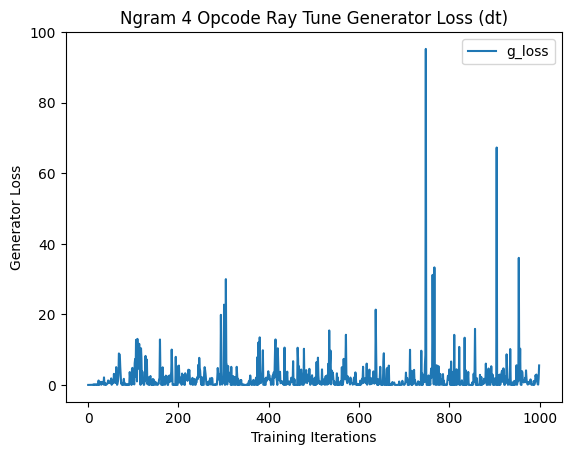 Ngram 4 Opcode Ray Tune Generator Loss (dt)
g_loss
Generator Loss
100
80
60
40
20
0
0 200 400 600 800 1000
Training Iterations